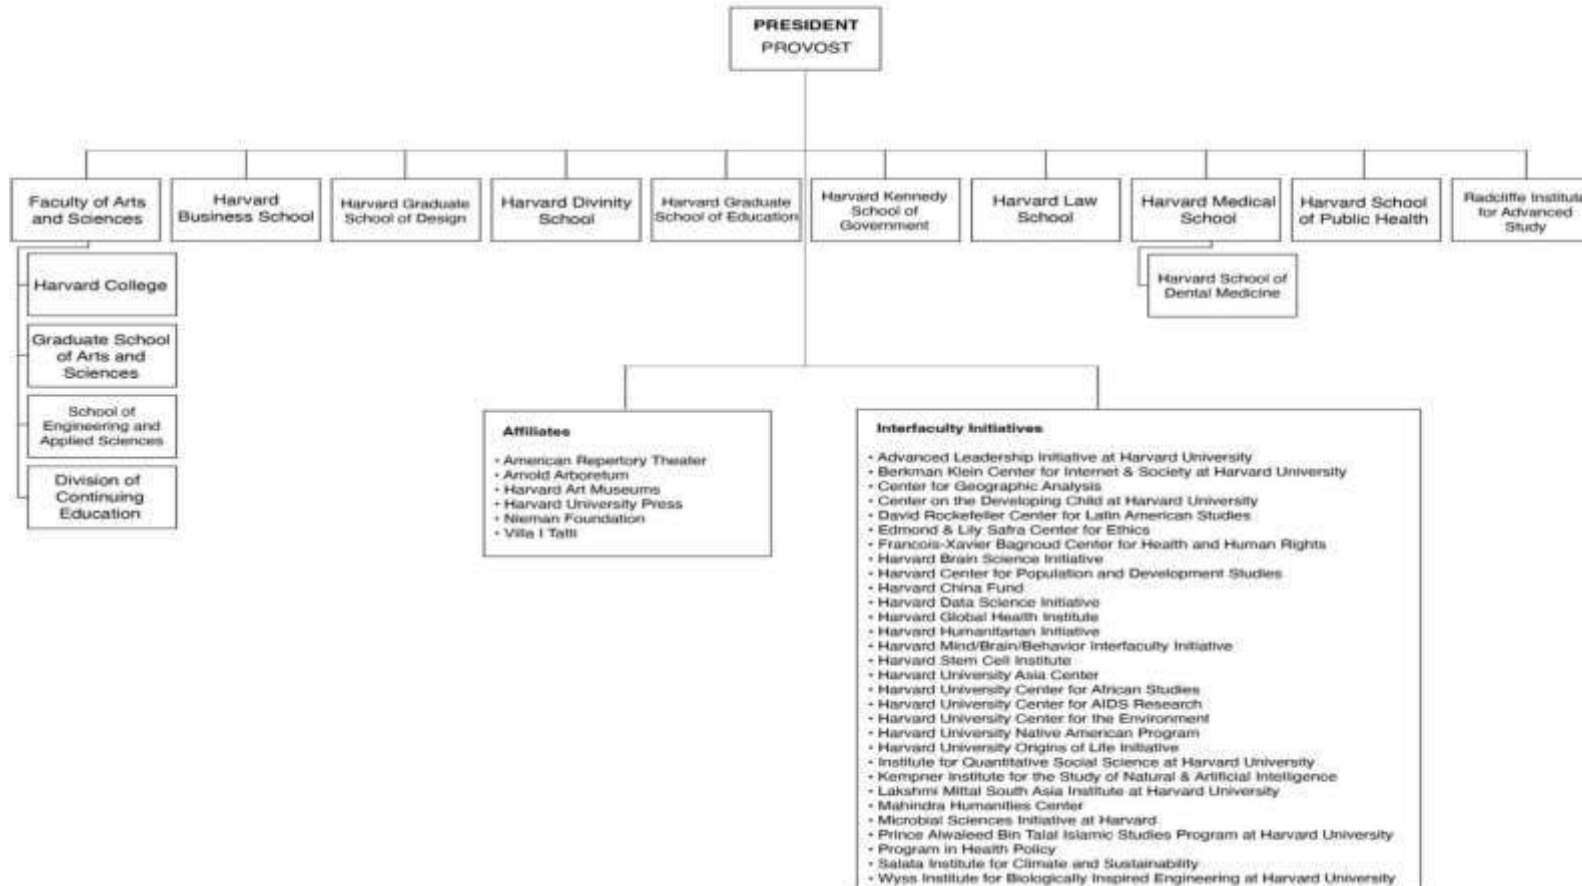 PRESIDENT
PROVOST
Faculty of Arts
and Sciences
Harvard
Business School
Harvard Graduate
School of Design
Harvard Divinity
School
Harvard Graduate
School of Education
Harvard Kennedy
School of
Government
Harvard Law
School
Harvard Medical
School
Harvard School
of Public Health
Radcliffe Institute
for Advanced
Study
Harvard College
Graduate School
of Arts and
Sciences
School of
Engineering and
Applied Sciences
Division of
Continuing
Education
Harvard School of
Dental Medicine
Affiliates
• American Repertory Theater
• Arnold Arboretum
• Harvard Art Museums
• Harvard University Press
• Nieman Foundation
• Villa I Tatti
Interfaculty Initiatives
• Advanced Leadership Initiative at Harvard University
• Berkman Klein Center for Internet & Society at Harvard University
• Center for Geographic Analysis
• Center on the Developing Child at Harvard University
• David Rockefeller Center for Latin American Studies
• Edmond & Lily Safra Center for Ethics
• Francois-Xavier Bagnoud Center for Health and Human Rights
• Harvard Brain Science Initiative
• Harvard Center for Population and Development Studies
• Harvard China Fund
• Harvard Data Science Initiative
• Harvard Global Health Institute
• Harvard Humanitarian Initiative
• Harvard Mind/Brain/Behavior Interfaculty Initiative
• Harvard Stem Cell Institute
• Harvard University Asia Center
• Harvard University Center for African Studies
• Harvard University Center for AIDS Research
• Harvard University Center for the Environment
• Harvard University Native American Program
• Harvard University Origins of Life Initiative
• Institute for Quantitative Social Science at Harvard University
• Kempner Institute for the Study of Natural & Artificial Intelligence
• Lakshmi Mittal South Asia Institute at Harvard University
• Mahindra Humanities Center
• Microbial Sciences Initiative at Harvard
• Prince Alwaleed Bin Talal Islamic Studies Program at Harvard University
• Program in Health Policy
• Salata Institute for Climate and Sustainability
• Wyss Institute for Biologically Inspired Engineering at Harvard University